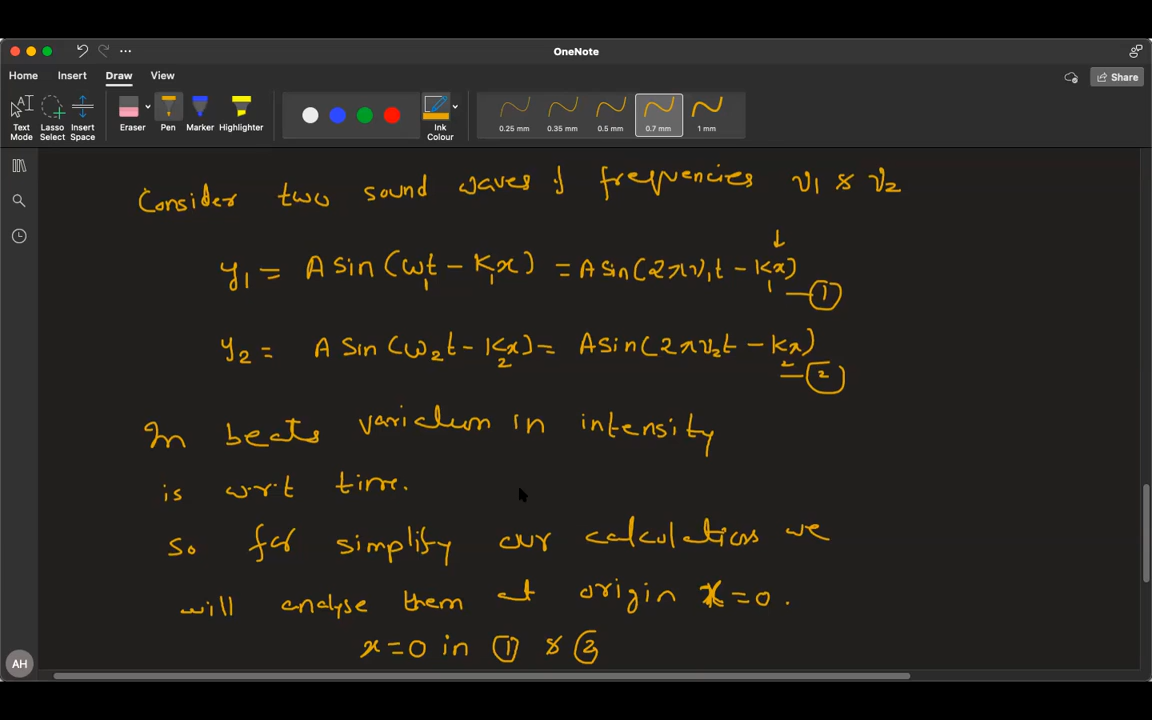 OneNote
Home Insert Draw View
Share
Text Mode Lasso Select Insert Space Eraser Pen Marker Highlighter Ink Colour 0.25 mm 0.35 mm 0.5 mm 0.7 mm 1 mm
Consider two sound waves of frequencies ν1 & ν2
y1 = A sin(ω1t − K1x) = A sin(2πν1t − K1x) — ①
y2 = A sin(ω2t − K2x) = A sin(2πν2t − K2x) — ②
In beats variation in intensity
is w.r.t time.
So for simplify our calculations we
will analyse them at origin x=0.
x=0 in ① & ②
AH